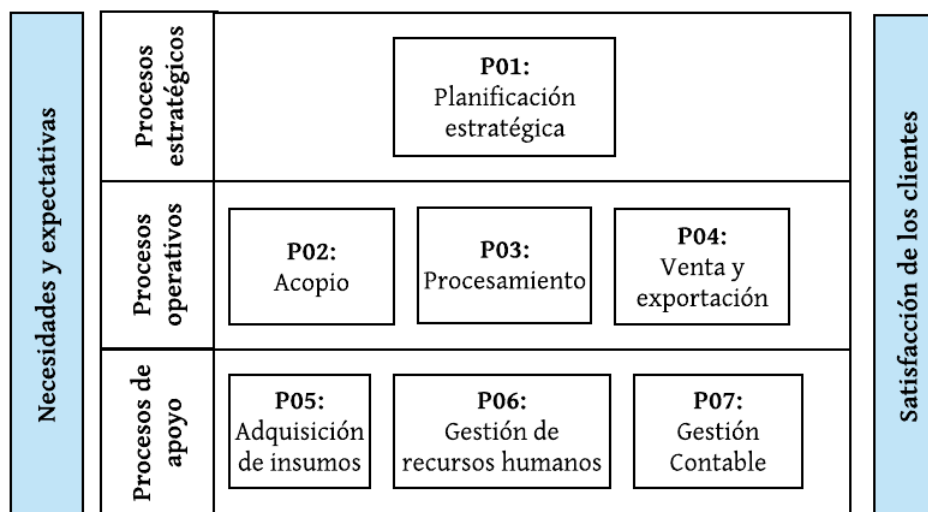 Necesidades y expectativas
Procesos
estratégicos
P01:
Planificación
estratégica
Procesos
operativos
P02:
Acopio
P03:
Procesamiento
P04:
Venta y
exportación
Procesos de
apoyo
P05:
Adquisición
de insumos
P06:
Gestión de
recursos humanos
P07:
Gestión
Contable
Satisfacción de los clientes